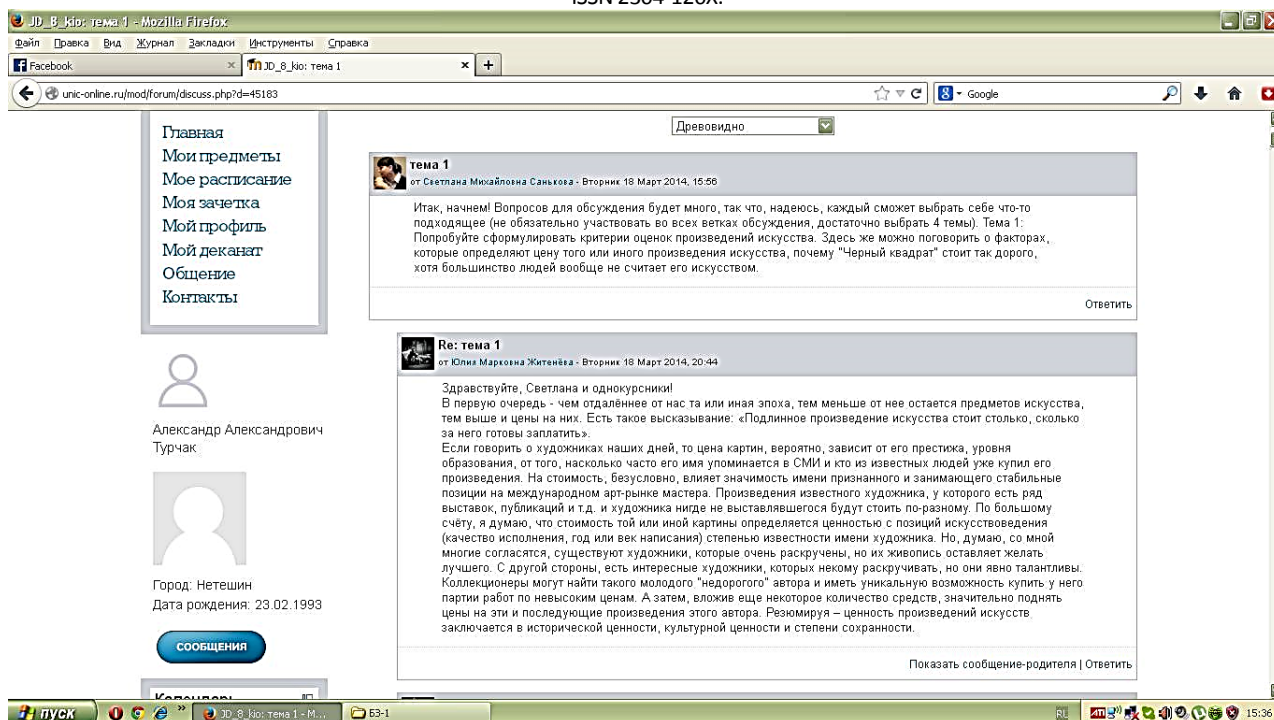 ISSN 2304-120X.
JD_8_kio: тема 1 - Mozilla Firefox
Файл Правка Вид Журнал Закладки Инструменты Справка
Facebook × JD_8_kio: тема 1 × +
unic-online.ru/mod/forum/discuss.php?d=45183
Google
Главная
Мои предметы
Мое расписание
Моя зачетка
Мой профиль
Мой деканат
Общение
Контакты
Александр Александрович
Турчак
Город: Нетешин
Дата рождения: 23.02.1993
СООБЩЕНИЯ
Календарь
Древовидно
тема 1
от Светлана Михайловна Санькова - Вторник 18 Март 2014, 15:56
Итак, начнем! Вопросов для обсуждения будет много, так что, надеюсь, каждый сможет выбрать себе что-то
подходящее (не обязательно участвовать во всех ветках обсуждения, достаточно выбрать 4 темы). Тема 1:
Попробуйте сформулировать критерии оценок произведений искусства. Здесь же можно поговорить о факторах,
которые определяют цену того или иного произведения искусства, почему "Черный квадрат" стоит так дорого,
хотя большинство людей вообще не считает его искусством.
Ответить
Re: тема 1
от Юлия Марковна Житенёва - Вторник 18 Март 2014, 20:44
Здравствуйте, Светлана и однокурсники!
В первую очередь - чем отдалённее от нас та или иная эпоха, тем меньше от нее остается предметов искусства,
тем выше и цены на них. Есть такое высказывание: «Подлинное произведение искусства стоит столько, сколько
за него готовы заплатить».
Если говорить о художниках наших дней, то цена картин, вероятно, зависит от его престижа, уровня
образования, от того, насколько часто его имя упоминается в СМИ и кто из известных людей уже купил его
произведения. На стоимость, безусловно, влияет значимость имени признанного и занимающего стабильные
позиции на международном арт-рынке мастера. Произведения известного художника, у которого есть ряд
выставок, публикаций и т.д. и художника нигде не выставлявшегося будут стоить по-разному. По большому
счёту, я думаю, что стоимость той или иной картины определяется ценностью с позиций искусствоведения
(качество исполнения, год или век написания) степенью известности имени художника. Но, думаю, со мной
многие согласятся, существуют художники, которые очень раскручены, но их живопись оставляет желать
лучшего. С другой стороны, есть интересные художники, которых некому раскручивать, но они явно талантливы.
Коллекционеры могут найти такого молодого "недорогого" автора и иметь уникальную возможность купить у него
партии работ по невысоким ценам. А затем, вложив еще некоторое количество средств, значительно поднять
цены на эти и последующие произведения этого автора. Резюмируя – ценность произведений искусств
заключается в исторической ценности, культурной ценности и степени сохранности.
Показать сообщение-родителя | Ответить
пуск
JD_8_kio: тема 1 - M...
63-1
RU
15:36